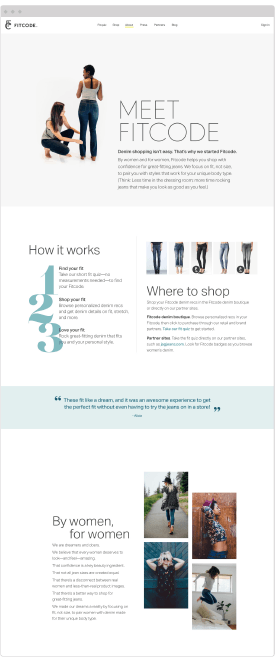 FITCODE
Fit quiz Shop About Press Partners Blog
Sign in
MEET
FITCODE
Denim shopping isn't easy. That's why we started Fitcode.
By women and for women, Fitcode helps you shop with
confidence for great-fitting jeans. We focus on fit, not size,
to pair you with styles that work for your unique body type.
(Think: Less time in the dressing room, more time rocking
jeans that make you look as good as you feel.)
How it works
1 Find your fit
Take our short fit quiz—no
measurements needed—to find
your Fitcode.
2 Shop your fit
Browse personalized denim racks
and get denim details on fit, stretch,
and more.
3 Love your fit
Rock great-fitting denim that fits
you and your personal style.
Where to shop
Shop your Fitcode denim rack in the Fitcode denim boutique
or directly on our partner sites.
Fitcode denim boutique Browse personalized racks in your
Fitcode, then click to purchase through our retail and brand
partners. Take our fit quiz to get started.
Partner sites Take the fit quiz directly on our partner sites,
such as Look for Fitcode badges as you browse
women's denim.
“ These fit like a dream, and it was an awesome experience to get
the perfect fit without even having to try the jeans on in a store! ”
By women,
for women
We are dreamers and doers.
We believe that every woman deserves to
look—and feel—amazing.
That confidence is a key beauty ingredient.
That not all jean sizes are created equal.
That there's a disconnect between real
women and less-than-real product images.
That there's a better way to shop for
great-fitting jeans.
We made our dreams a reality by focusing on
fit, not size, to pair women with denim made
for their unique body type.